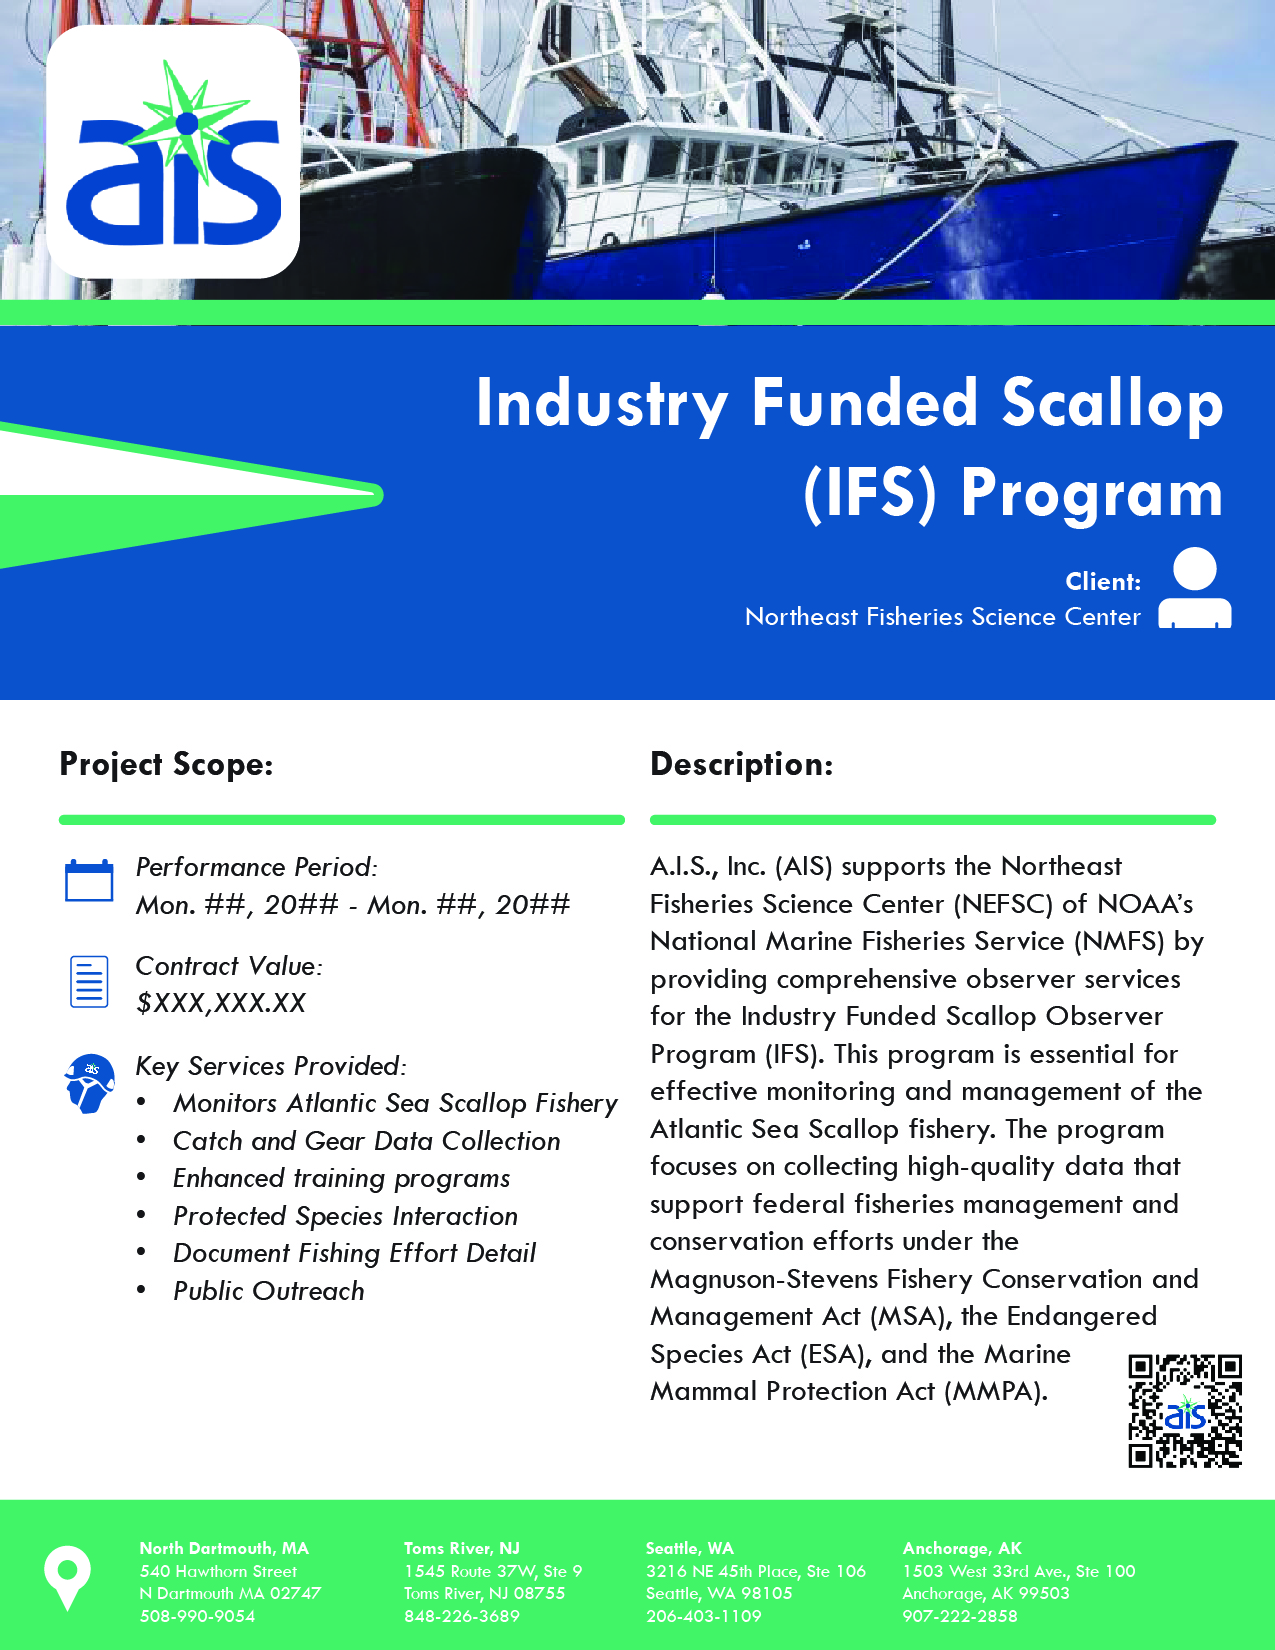 ais
Industry Funded Scallop
(IFS) Program
Client:
Northeast Fisheries Science Center
Project Scope:
Performance Period:
Mon. ##, 20## - Mon. ##, 20##
Contract Value:
$XXX,XXX.XX
ais
Key Services Provided:
• Monitors Atlantic Sea Scallop Fishery
• Catch and Gear Data Collection
• Enhanced training programs
• Protected Species Interaction
• Document Fishing Effort Detail
• Public Outreach
Description:
A.I.S., Inc. (AIS) supports the Northeast
Fisheries Science Center (NEFSC) of NOAA’s
National Marine Fisheries Service (NMFS) by
providing comprehensive observer services
for the Industry Funded Scallop Observer
Program (IFS). This program is essential for
effective monitoring and management of the
Atlantic Sea Scallop fishery. The program
focuses on collecting high-quality data that
support federal fisheries management and
conservation efforts under the
Magnuson-Stevens Fishery Conservation and
Management Act (MSA), the Endangered
Species Act (ESA), and the Marine
Mammal Protection Act (MMPA).
ais
North Dartmouth, MA
540 Hawthorn Street
N Dartmouth MA 02747
508-990-9054
Toms River, NJ
1545 Route 37W, Ste 9
Toms River, NJ 08755
848-226-3689
Seattle, WA
3216 NE 45th Place, Ste 106
Seattle, WA 98105
206-403-1109
Anchorage, AK
1503 West 33rd Ave., Ste 100
Anchorage, AK 99503
907-222-2858